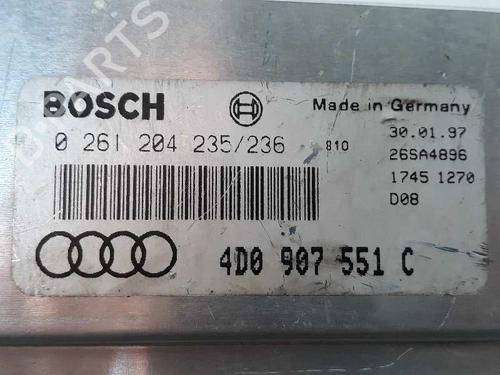 PARTS
BOSCH
Made in Germany
0 261 204 235/236 810
30.01.97
26SA4896
1745 1270
D08
4D0 907 551 C